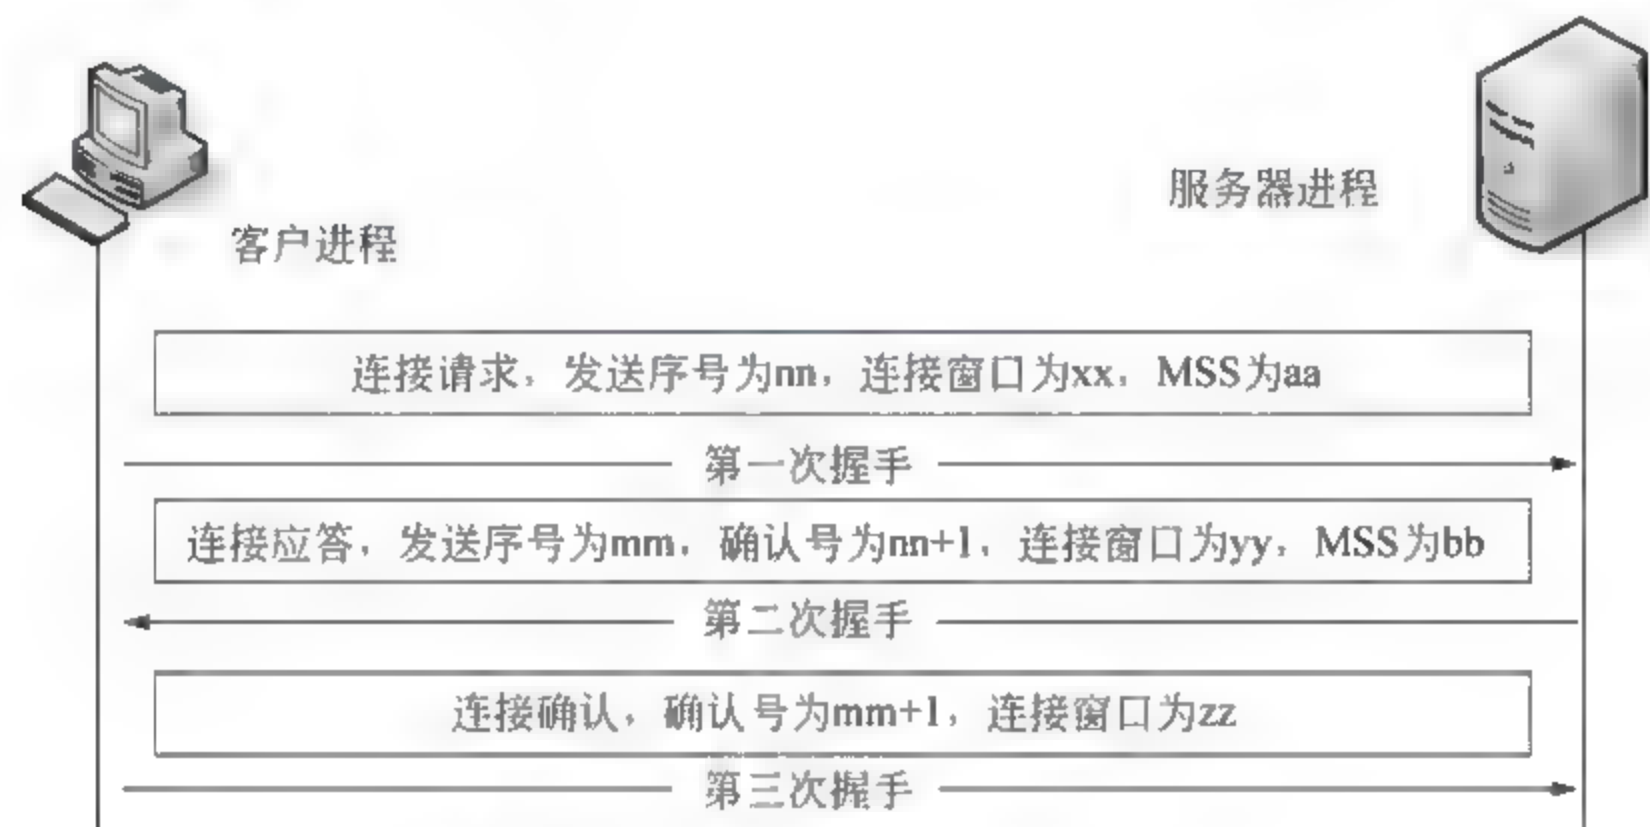 服务器进程
客户进程
连接请求，发送序号为nn，连接窗口为xx，MSS为aa
第一次握手
连接应答，发送序号为mm，确认号为nn+1，连接窗口为yy，MSS为bb
第二次握手
连接确认，确认号为mm+1，连接窗口为zz
第三次握手